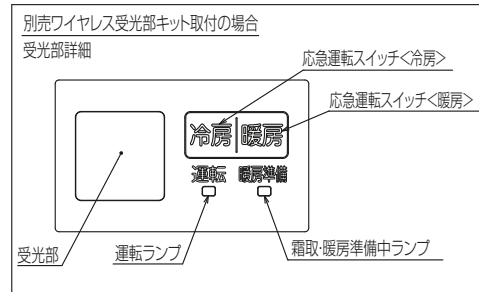 別売ワイヤレス受光部キット取付の場合
受光部詳細
応急運転スイッチ<冷房>
応急運転スイッチ<暖房>
冷房 暖房
運転 暖房準備
受光部
運転ランプ
霜取・暖房準備中ランプ